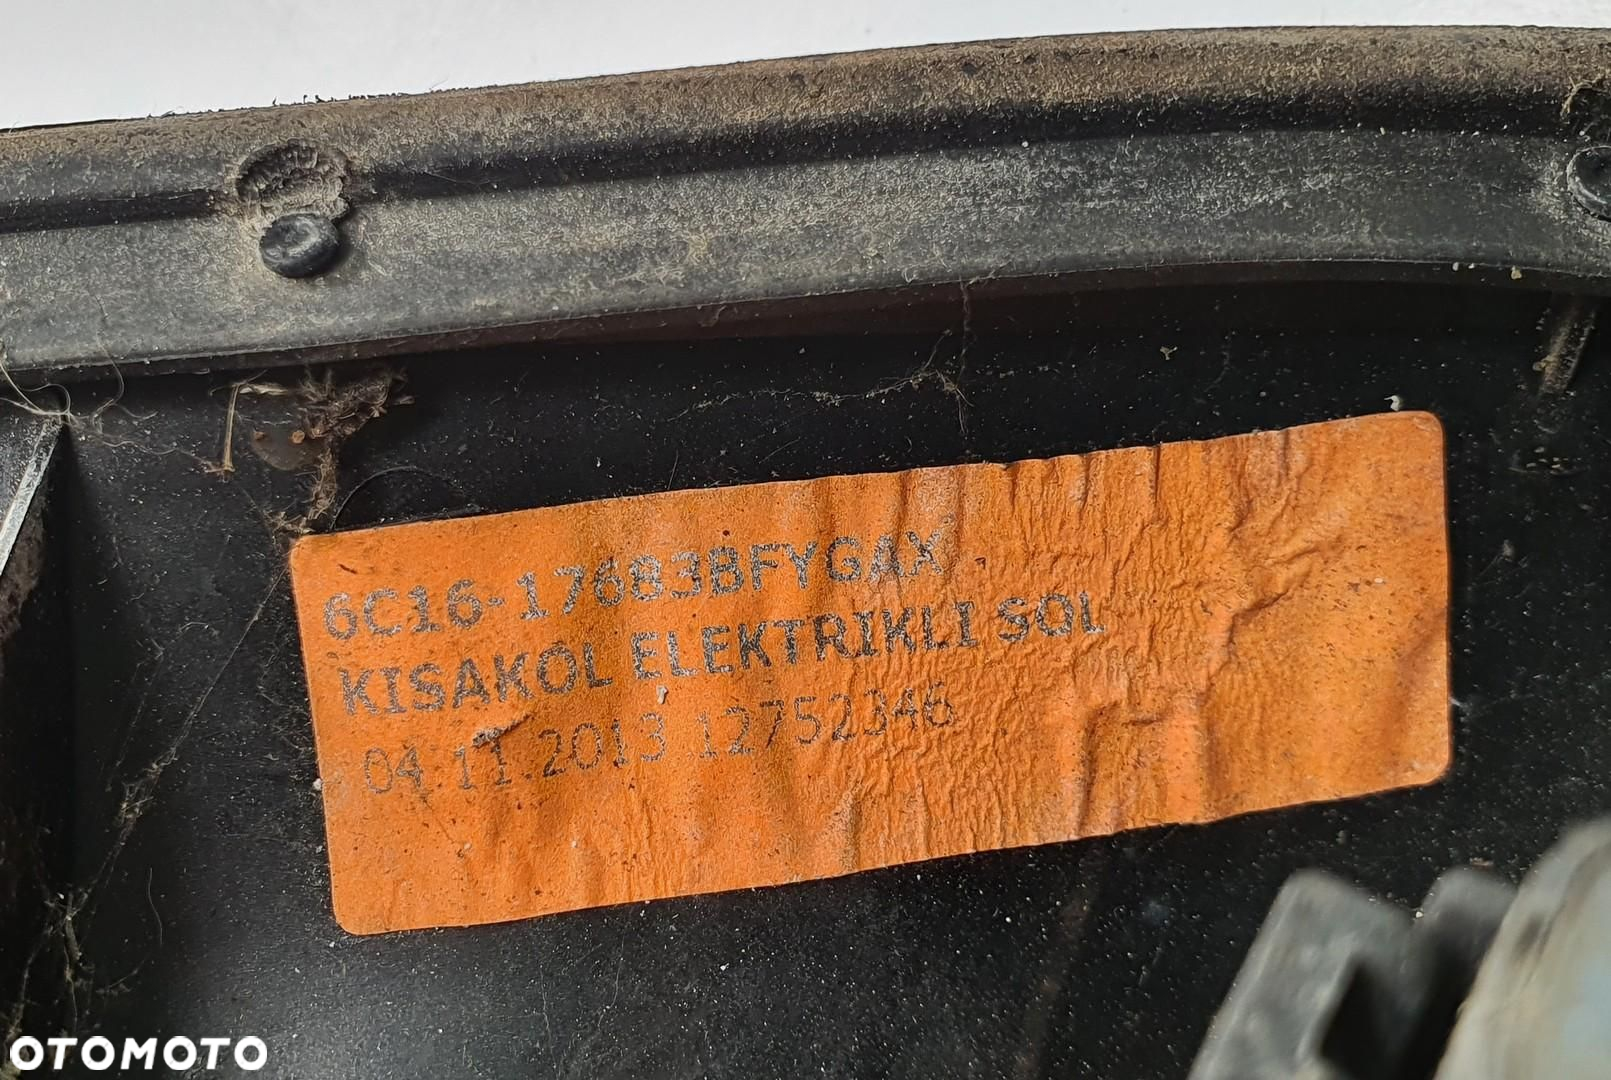 6C16-17683BFYGAX
KISAKOL ELEKTRIKLI SOL
04.11.2013 12752346
OTOMOTO